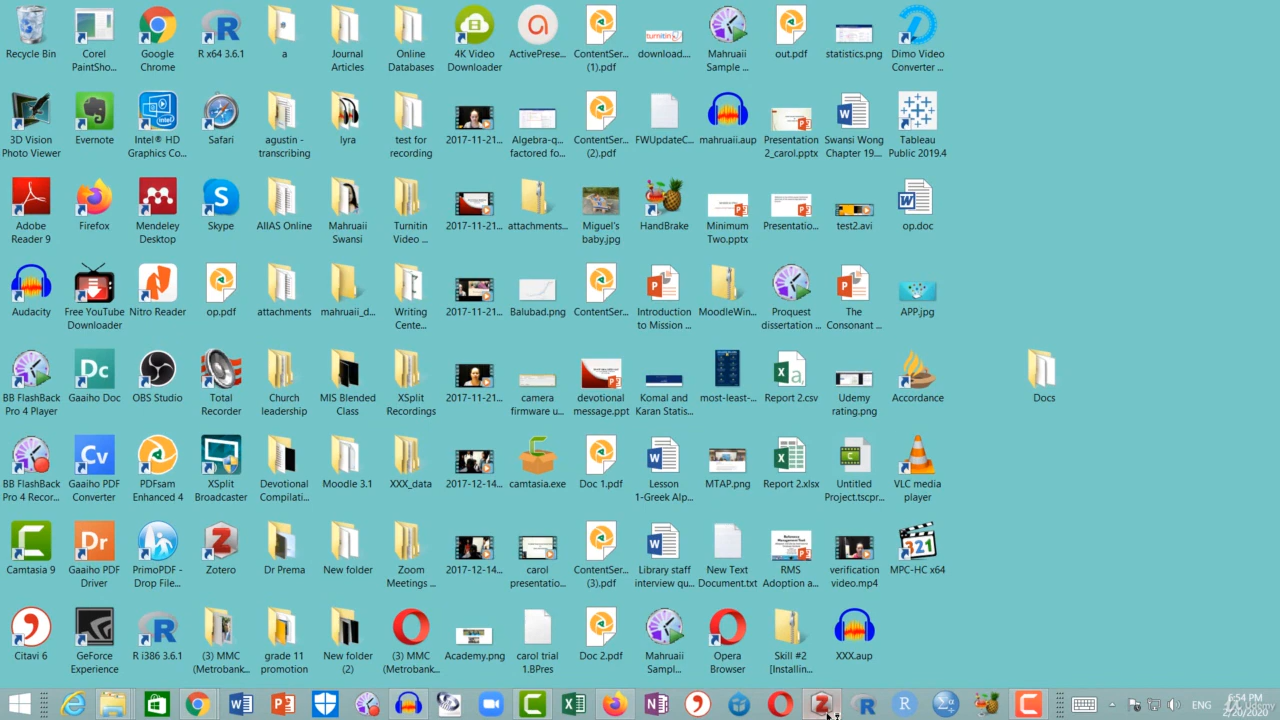 Recycle Bin
Corel PaintSho...
Google Chrome
R x64 3.6.1
a
Journal Articles
Online Databases
4K Video Downloader
ActivePrese...
ContentSer... (1).pdf
turnitin
download....
Mahruaii Sample ...
out.pdf
statistics.png
Dimo Video Converter ...
3D Vision Photo Viewer
Evernote
Intel® HD Graphics Co...
Safari
agustin - transcribing
lyra
test for recording
2017-11-21...
Algebra-q... factored fo...
ContentSer... (2).pdf
FWUpdateC...
mahruaii.aup
Presentation 2_carol.pptx
Swansi Wong Chapter 19....
Tableau Public 2019.4
Adobe Reader 9
Firefox
Mendeley Desktop
Skype
AIIAS Online
Mahruaii Swansi
Turnitin Video ...
2017-11-21...
attachments...
Miguel's baby.jpg
HandBrake
Minimum Two.pptx
Presentatio...
test2.avi
op.doc
Audacity
Free YouTube Downloader
Nitro Reader
op.pdf
attachments
mahruaii_d...
Writing Cente...
2017-11-21...
Balubad.png
ContentSer...
Introduction to Mission ...
MoodleWin...
Proquest dissertation ...
The Consonant ...
APP.jpg
BB FlashBack Pro 4 Player
Gaaiho Doc
OBS Studio
Total Recorder
Church leadership
MIS Blended Class
XSplit Recordings
2017-11-21...
camera firmware u...
devotional message.ppt
Komal and Karan Statis...
most-least-...
Report 2.csv
Udemy rating.png
Accordance
Docs
BB FlashBack Pro 4 Recor...
Gaaiho PDF Converter
PDFsam Enhanced 4
XSplit Broadcaster
Devotional Compilati...
Moodle 3.1
XXX_data
2017-12-14...
camtasia.exe
Doc 1.pdf
Lesson 1-Greek Alp...
MTAP.png
Report 2.xlsx
Untitled Project.tscpr...
VLC media player
Camtasia 9
Gaaiho PDF Driver
PrimoPDF - Drop File...
Zotero
Dr Prema
New folder
Zoom Meetings ...
2017-12-14...
carol presentatio...
ContentSer... (3).pdf
Library staff interview qu...
New Text Document.txt
RMS Adoption a...
verification video.mp4
MPC-HC x64
Citavi 6
GeForce Experience
R i386 3.6.1
(3) MMC (Metrobank...
grade 11 promotion
New folder (2)
(3) MMC (Metrobank...
Academy.png
carol trial 1.BPres
Doc 2.pdf
Mahruaii Sampl...
Opera Browser
Skill #2 [Installin...
XXX.aup
ENG
6:54 PM
2/20/2020
Udemy